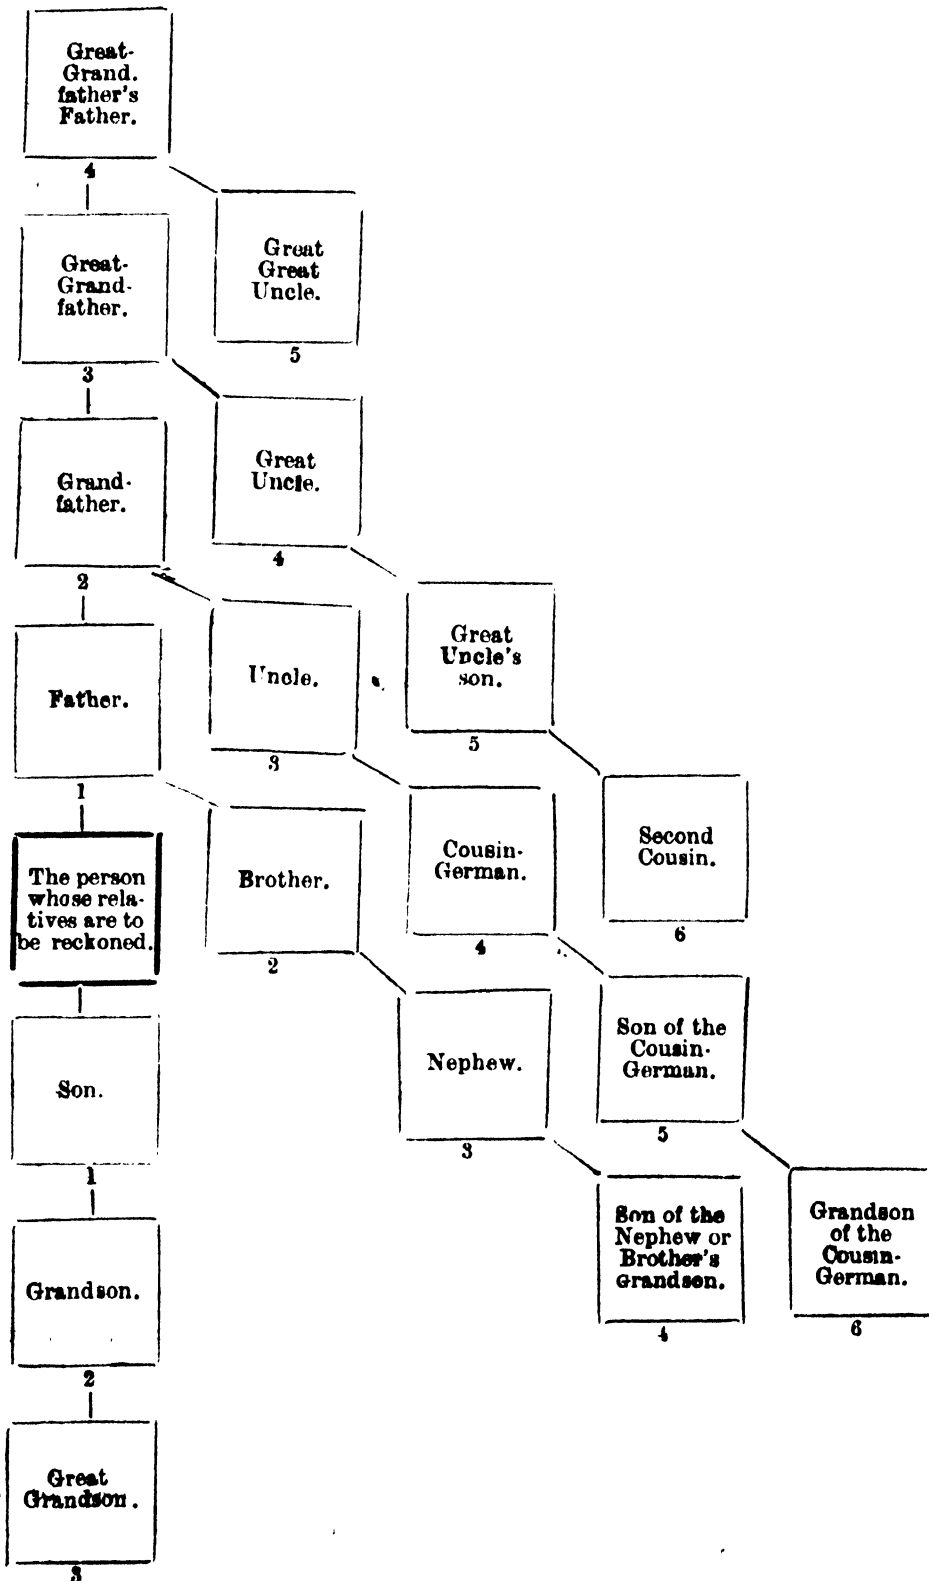 Great-
Grand.
father's
Father.
4
Great
Great
Uncle.
5
Great-
Grand-
father.
3
Great
Uncle.
4
Grand-
father.
2
Great
Uncle's
son.
5
Uncle.
3
Father.
1
Second
Cousin.
6
Cousin-
German.
4
Brother.
2
The person
whose rela-
tives are to
be reckoned.
Son of the
Cousin-
German.
5
Nephew.
3
Son.
1
Grandson
of the
Cousin-
German.
6
Son of the
Nephew or
Brother's
Grandson.
4
Grandson.
2
Great
Grandson.
3